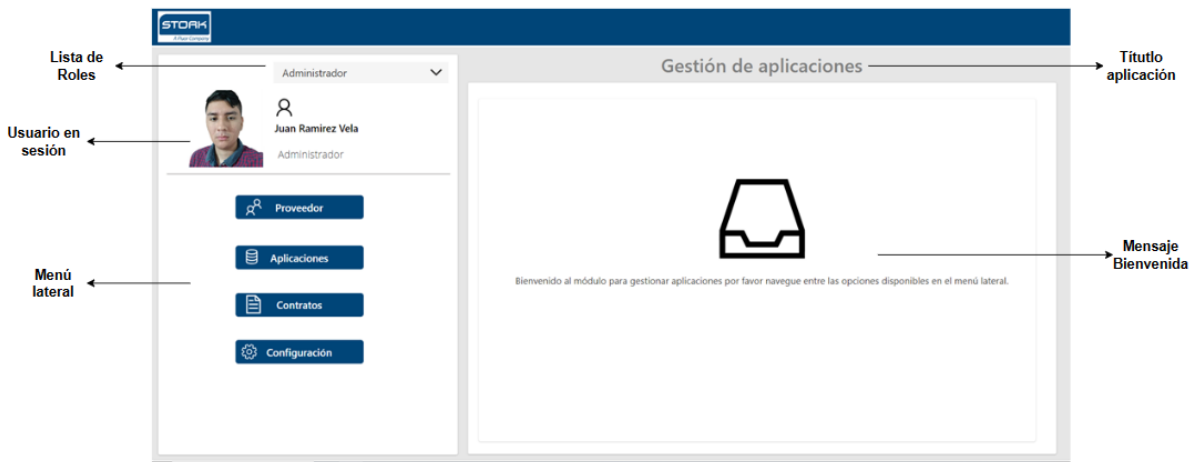 STORK
A Fluor Company
Lista de
Roles
Administrador
Gestión de aplicaciones
Títutlo
aplicación
Juan Ramirez Vela
Usuario en
sesión
Administrador
Proveedor
Aplicaciones
Mensaje
Bienvenida
Menú
lateral
Bienvenido al módulo para gestionar aplicaciones por favor navegue entre las opciones disponibles en el menú lateral.
Contratos
Configuración